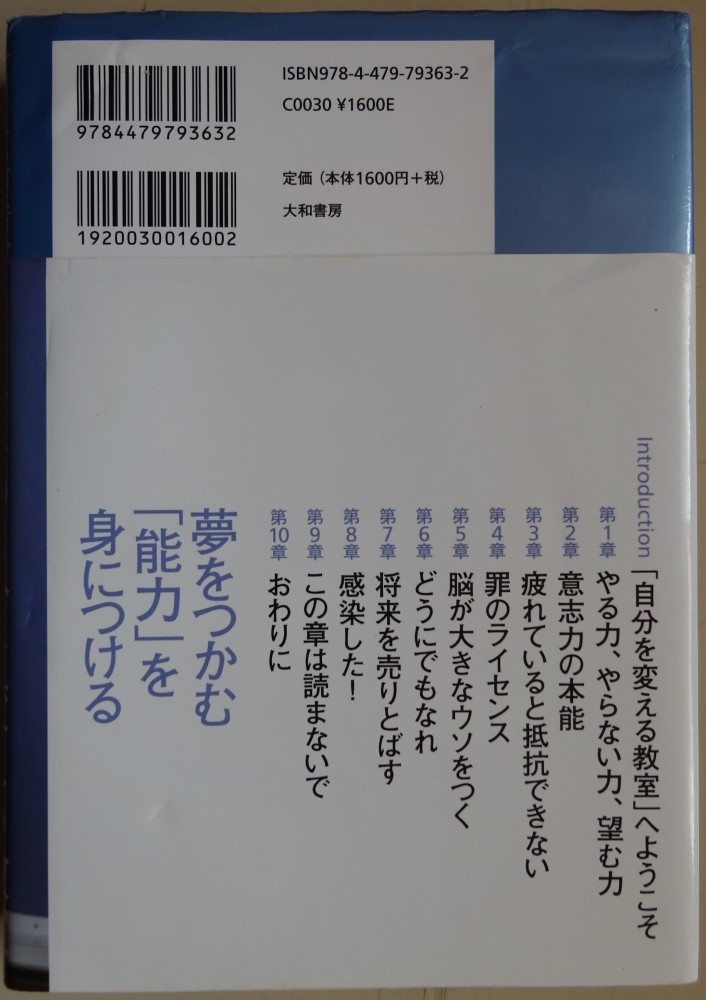 9784479793632
1920030016002
ISBN978-4-479-79363-2
C0030 ¥1600E
定価（本体1600円＋税）
大和書房
Introduction 「自分を変える教室」へようこそ
第1章 やる力、やらない力、望む力
第2章 意志力の本能
第3章 疲れていると抵抗できない
第4章 罪のライセンス
第5章 脳が大きなウソをつく
第6章 どうにでもなれ
第7章 将来を売りとばす
第8章 感染した！
第9章 この章は読まないで
第10章 おわりに
夢をつかむ
「能力」を
身につける